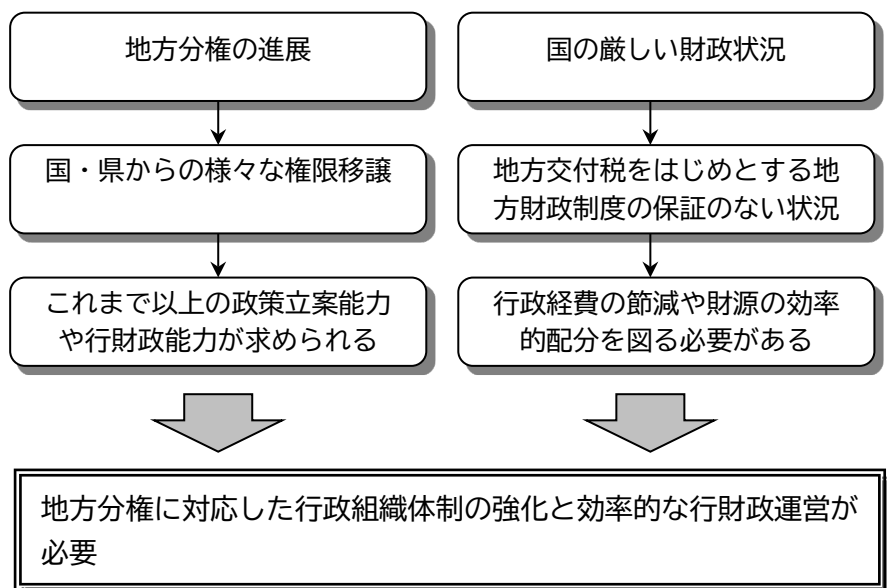 地方分権の進展
国の厳しい財政状況
国・県からの様々な権限移譲
地方交付税をはじめとする地
方財政制度の保証のない状況
これまで以上の政策立案能力
や行財政能力が求められる
行政経費の節減や財源の効率
的配分を図る必要がある
地方分権に対応した行政組織体制の強化と効率的な行財政運営が
必要